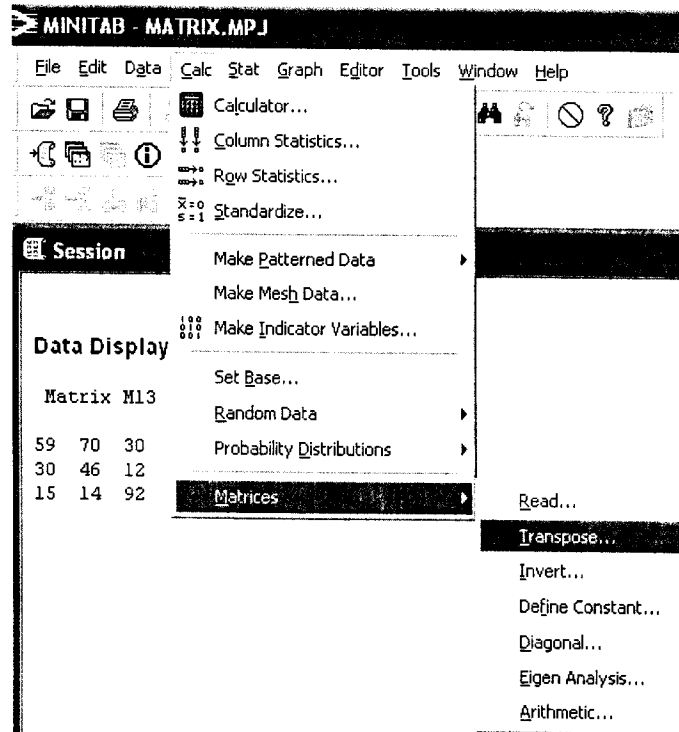 MINITAB - MATRIX.MPJ
File Edit Data Calc Stat Graph Editor Tools Window Help
Calculator...
Column Statistics...
Row Statistics...
Standardize...
Session
Make Patterned Data
Make Mesh Data...
Make Indicator Variables...
Data Display
Set Base...
Matrix M13
Random Data
59 70 30
Probability Distributions
30 46 12
15 14 92
Matrices
Read...
Transpose...
Invert...
Define Constant...
Diagonal...
Eigen Analysis...
Arithmetic...